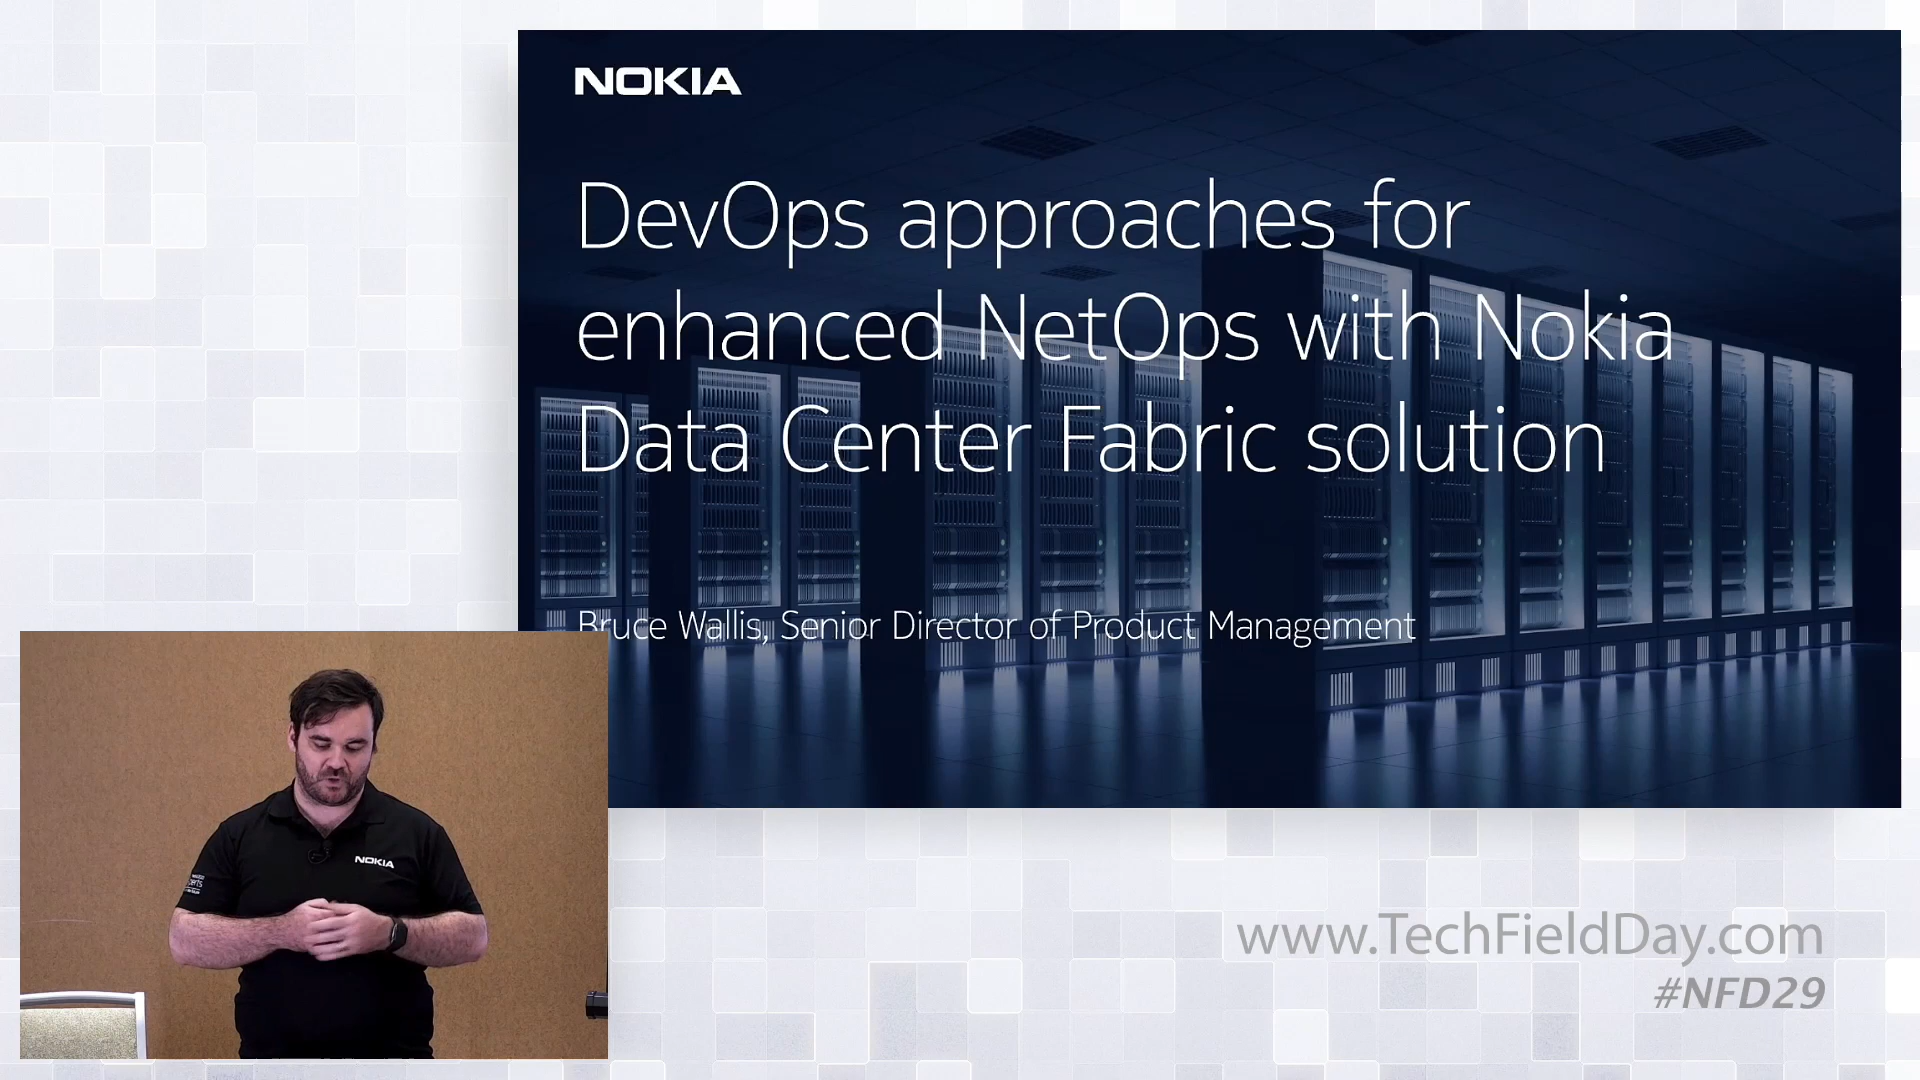 NOKIA
DevOps approaches for
enhanced NetOps with Nokia
Data Center Fabric solution
Bruce Wallis, Senior Director of Product Management
NOKIA
www.TechFieldDay.com
#NFD29